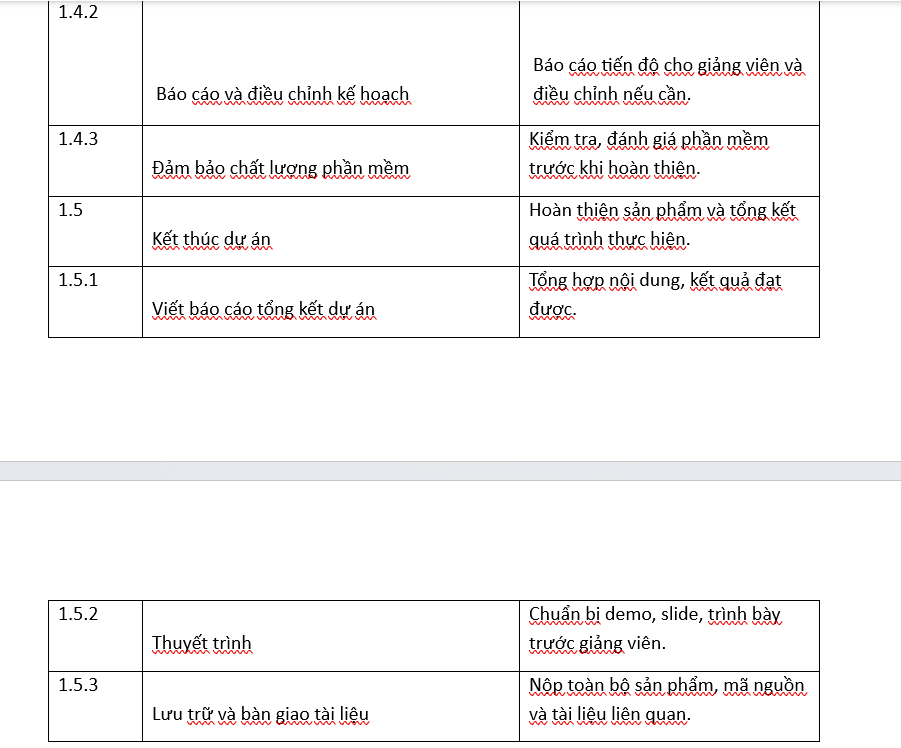 1.4.2
Báo cáo và điều chỉnh kế hoạch
Báo cáo tiến độ cho giảng viên và
điều chỉnh nếu cần.
1.4.3
Đảm bảo chất lượng phần mềm
Kiểm tra, đánh giá phần mềm
trước khi hoàn thiện.
1.5
Kết thúc dự án
Hoàn thiện sản phẩm và tổng kết
quá trình thực hiện.
1.5.1
Viết báo cáo tổng kết dự án
Tổng hợp nội dung, kết quả đạt
được.
1.5.2
Thuyết trình
Chuẩn bị demo, slide, trình bày
trước giảng viên.
1.5.3
Lưu trữ và bàn giao tài liệu
Nộp toàn bộ sản phẩm, mã nguồn
và tài liệu liên quan.